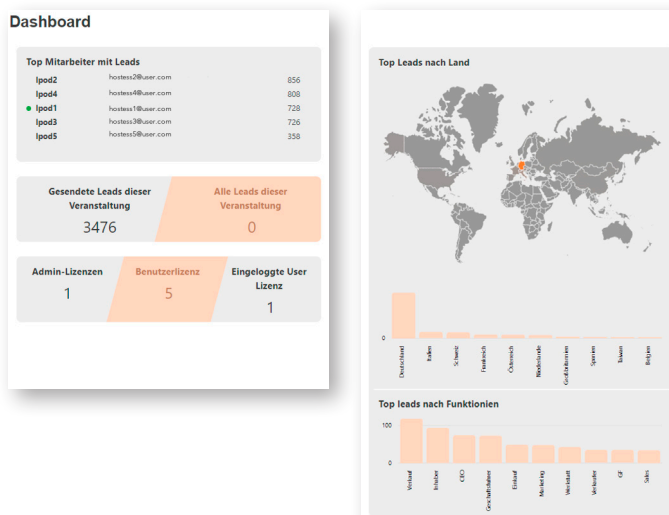 Dashboard
Top Mitarbeiter mit Leads
Ipod2 hostess2@user.com 856
Ipod4 hostess4@user.com 808
Ipod1 hostess1@user.com 728
Ipod3 hostess3@user.com 726
Ipod5 hostess5@user.com 358
Gesendete Leads dieser
Veranstaltung
3476
Alle Leads dieser
Veranstaltung
0
Admin-Lizenzen
1
Benutzerlizenz
5
Eingeloggte User
Lizenz
1
Top Leads nach Land
0
Deutschland
Italien
Schweiz
Frankreich
Österreich
Niederlande
Großbritannien
Spanien
Taiwan
Belgien
Top leads nach Funktionien
100
0
Verkauf
Inhaber
CEO
Geschäftsführer
Einkauf
Marketing
Werkstatt
Verkäufer
GF
Sales